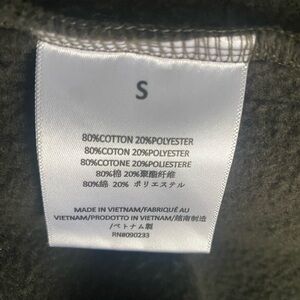 S
80%COTTON 20%POLYESTER
80%COTON 20%POLYESTER
80%COTONE 20%POLIESTERE
80%棉 20%聚酯纤维
80%綿 20% ポリエステル
MADE IN VIETNAM/FABRIQUÉ AU
VIETNAM/PRODOTTO IN VIETNAM/越南制造
/ベトナム製
RN#090233